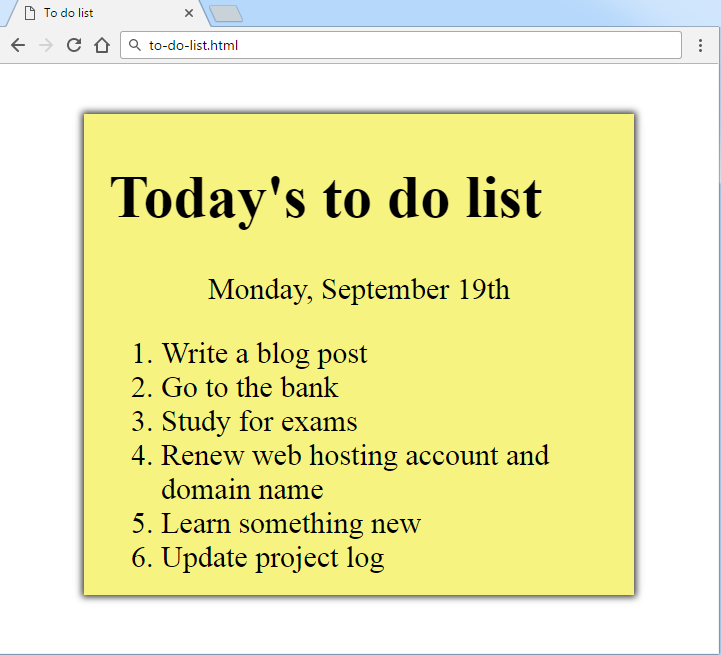 To do list
to-do-list.html
Today's to do list
Monday, September 19th
1. Write a blog post
2. Go to the bank
3. Study for exams
4. Renew web hosting account and
domain name
5. Learn something new
6. Update project log